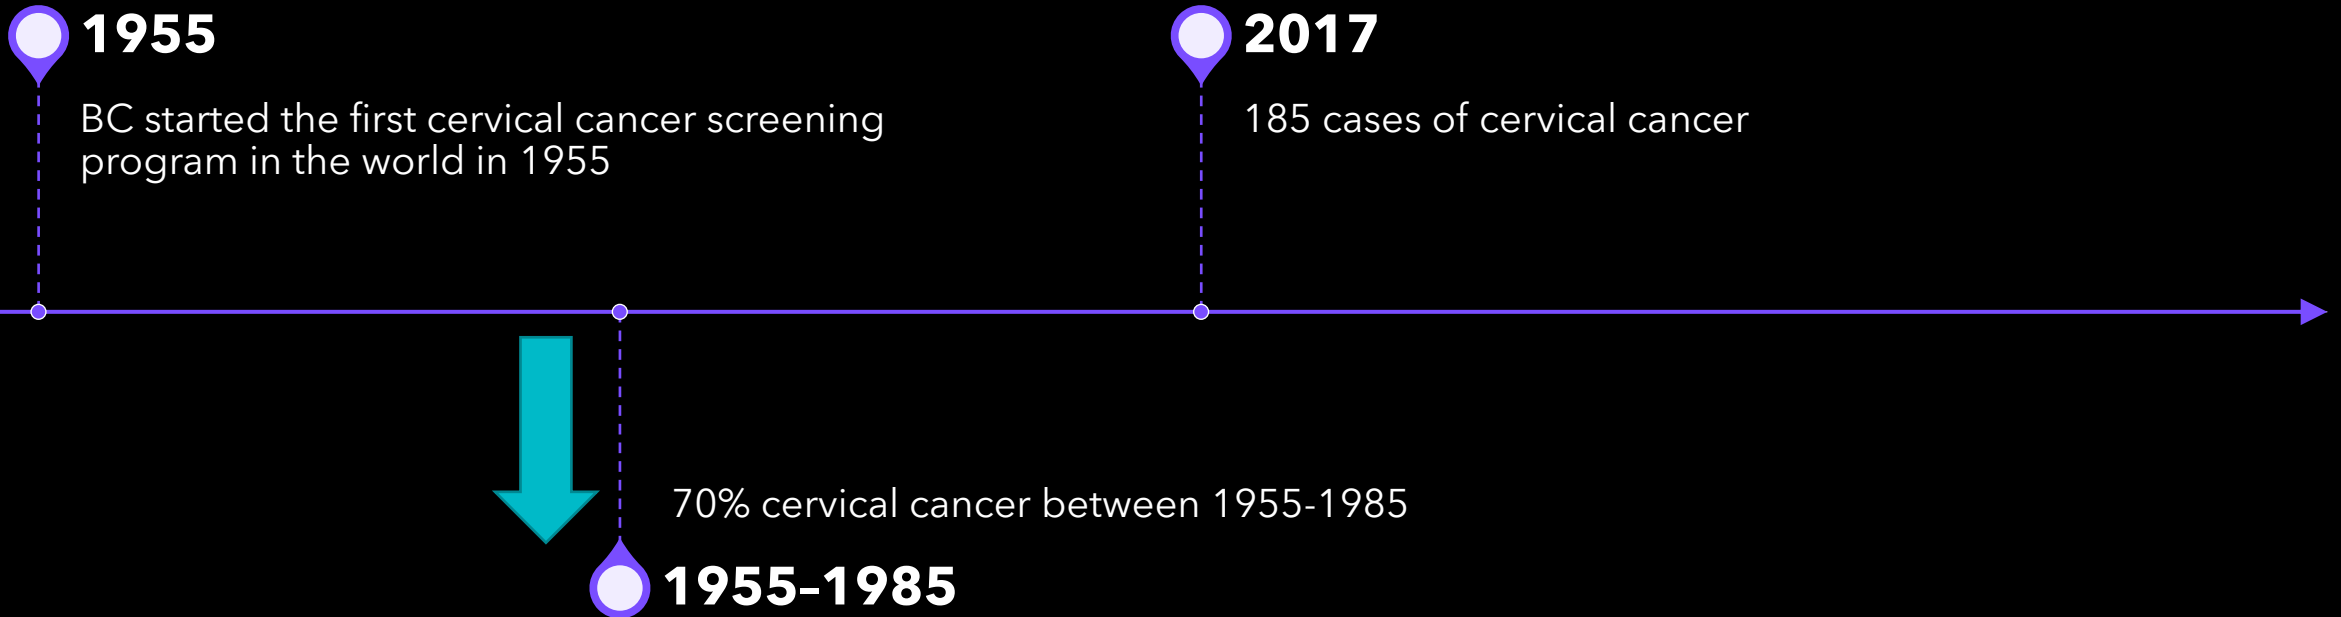 1955
BC started the first cervical cancer screening
program in the world in 1955
2017
185 cases of cervical cancer
70% cervical cancer between 1955-1985
1955–1985